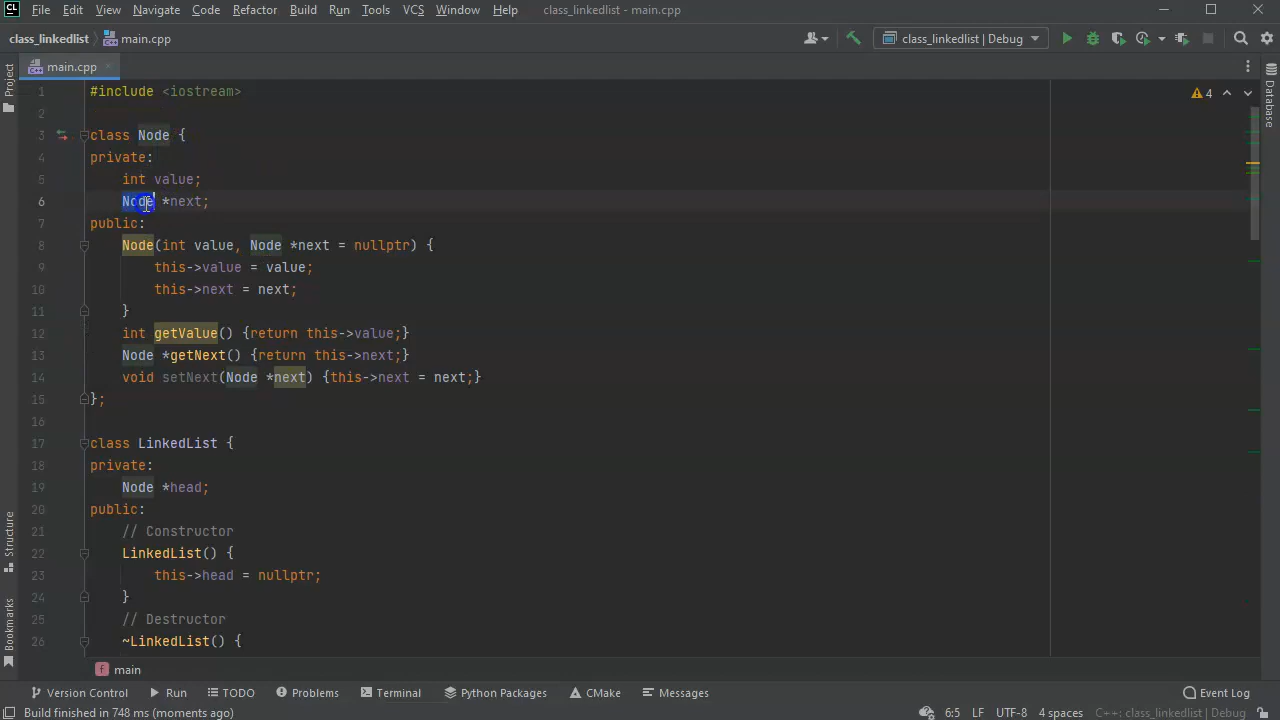 CL File Edit View Navigate Code Refactor Build Run Tools VCS Window Help class_linkedlist - main.cpp
class_linkedlist main.cpp class_linkedlist | Debug
Project main.cpp Database
1 #include <iostream> 4
2
3 class Node {
4 private:
5 int value;
6 Node *next;
7 public:
8 Node(int value, Node *next = nullptr) {
9 this->value = value;
10 this->next = next;
11 }
12 int getValue() {return this->value;}
13 Node *getNext() {return this->next;}
14 void setNext(Node *next) {this->next = next;}
15 };
16
17 class LinkedList {
18 private:
19 Node *head;
20 public:
21 // Constructor
22 LinkedList() {
23 this->head = nullptr;
24 }
25 // Destructor
26 ~LinkedList() {
Structure
Bookmarks
f main
Version Control Run TODO Problems Terminal Python Packages CMake Messages Event Log
Build finished in 748 ms (moments ago) 6:5 LF UTF-8 4 spaces C++: class_linkedlist | Debug